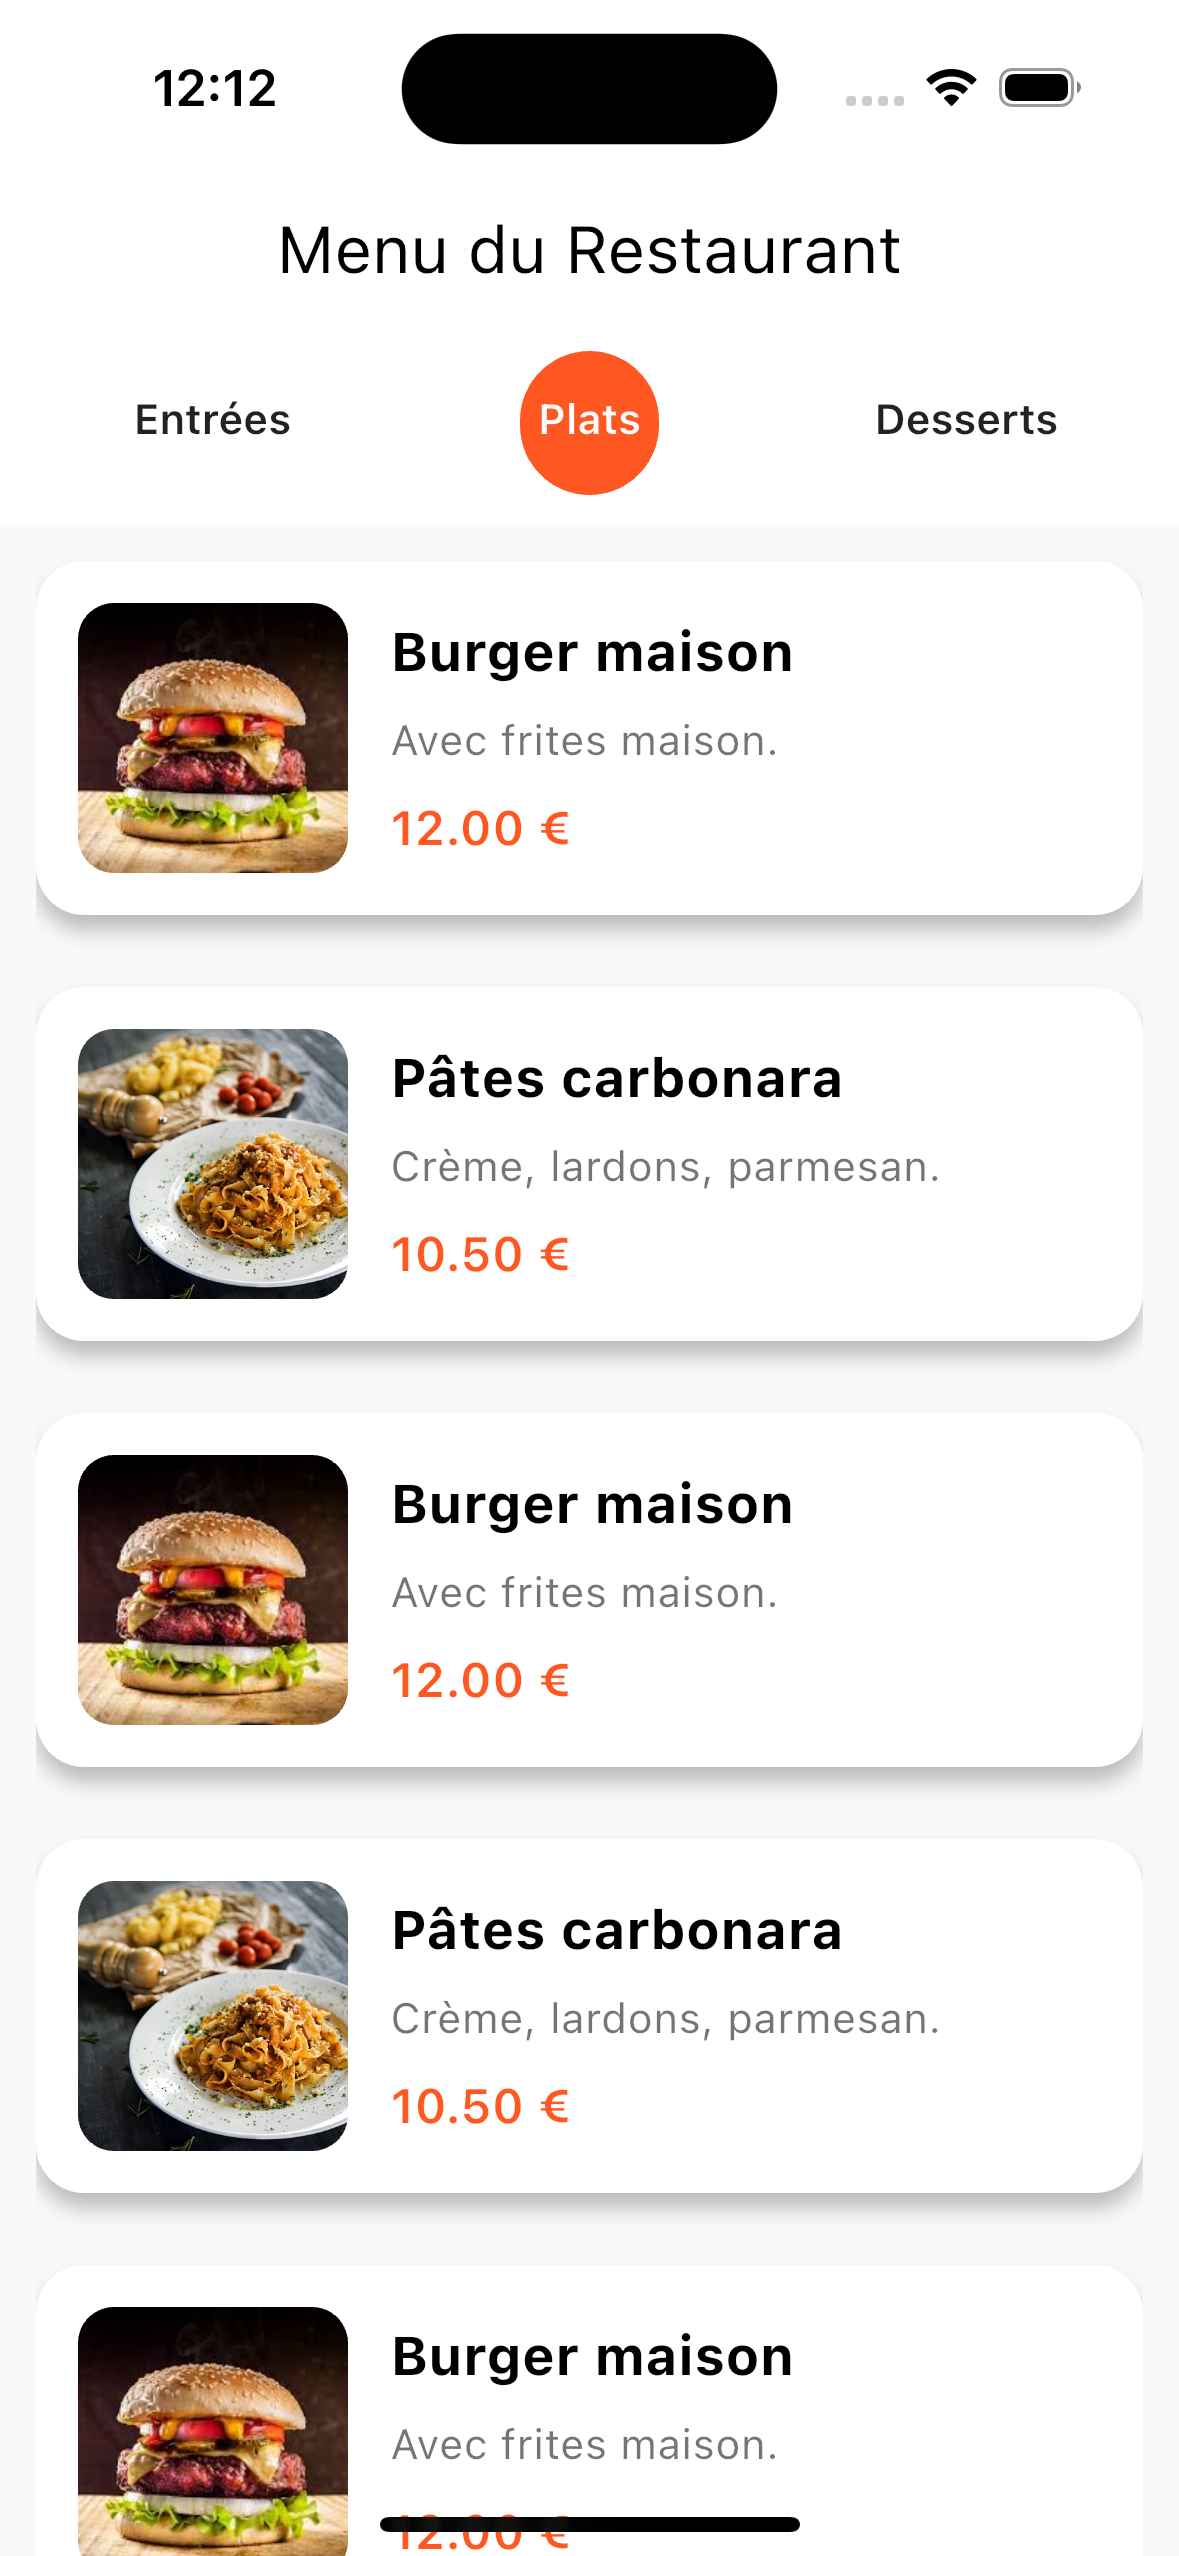 12:12
Menu du Restaurant
Entrées
Plats
Desserts
Burger maison
Avec frites maison.
12.00 €
Pâtes carbonara
Crème, lardons, parmesan.
10.50 €
Burger maison
Avec frites maison.
12.00 €
Pâtes carbonara
Crème, lardons, parmesan.
10.50 €
Burger maison
Avec frites maison.
12.00 €